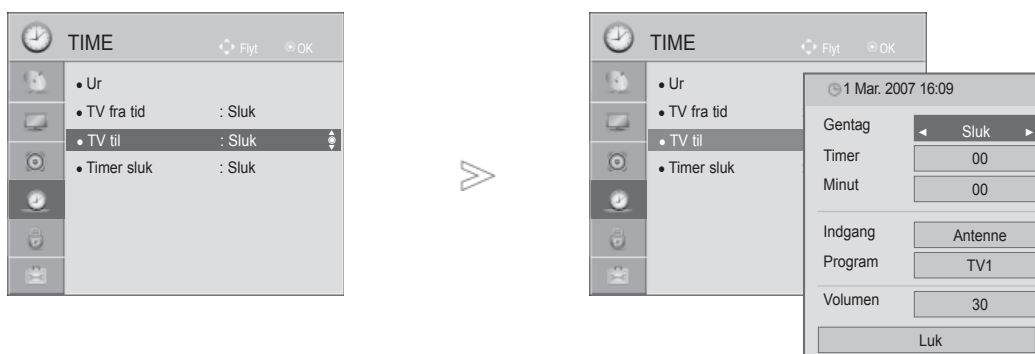 TIME Flyt OK
• Ur
• TV fra tid : Sluk
• TV til : Sluk
• Timer sluk : Sluk
TIME Flyt OK
• Ur
• TV fra tid
• TV til
• Timer sluk
1 Mar. 2007 16:09
Gentag ◄ Sluk ►
Timer 00
Minut 00
Indgang Antenne
Program TV1
Volumen 30
Luk